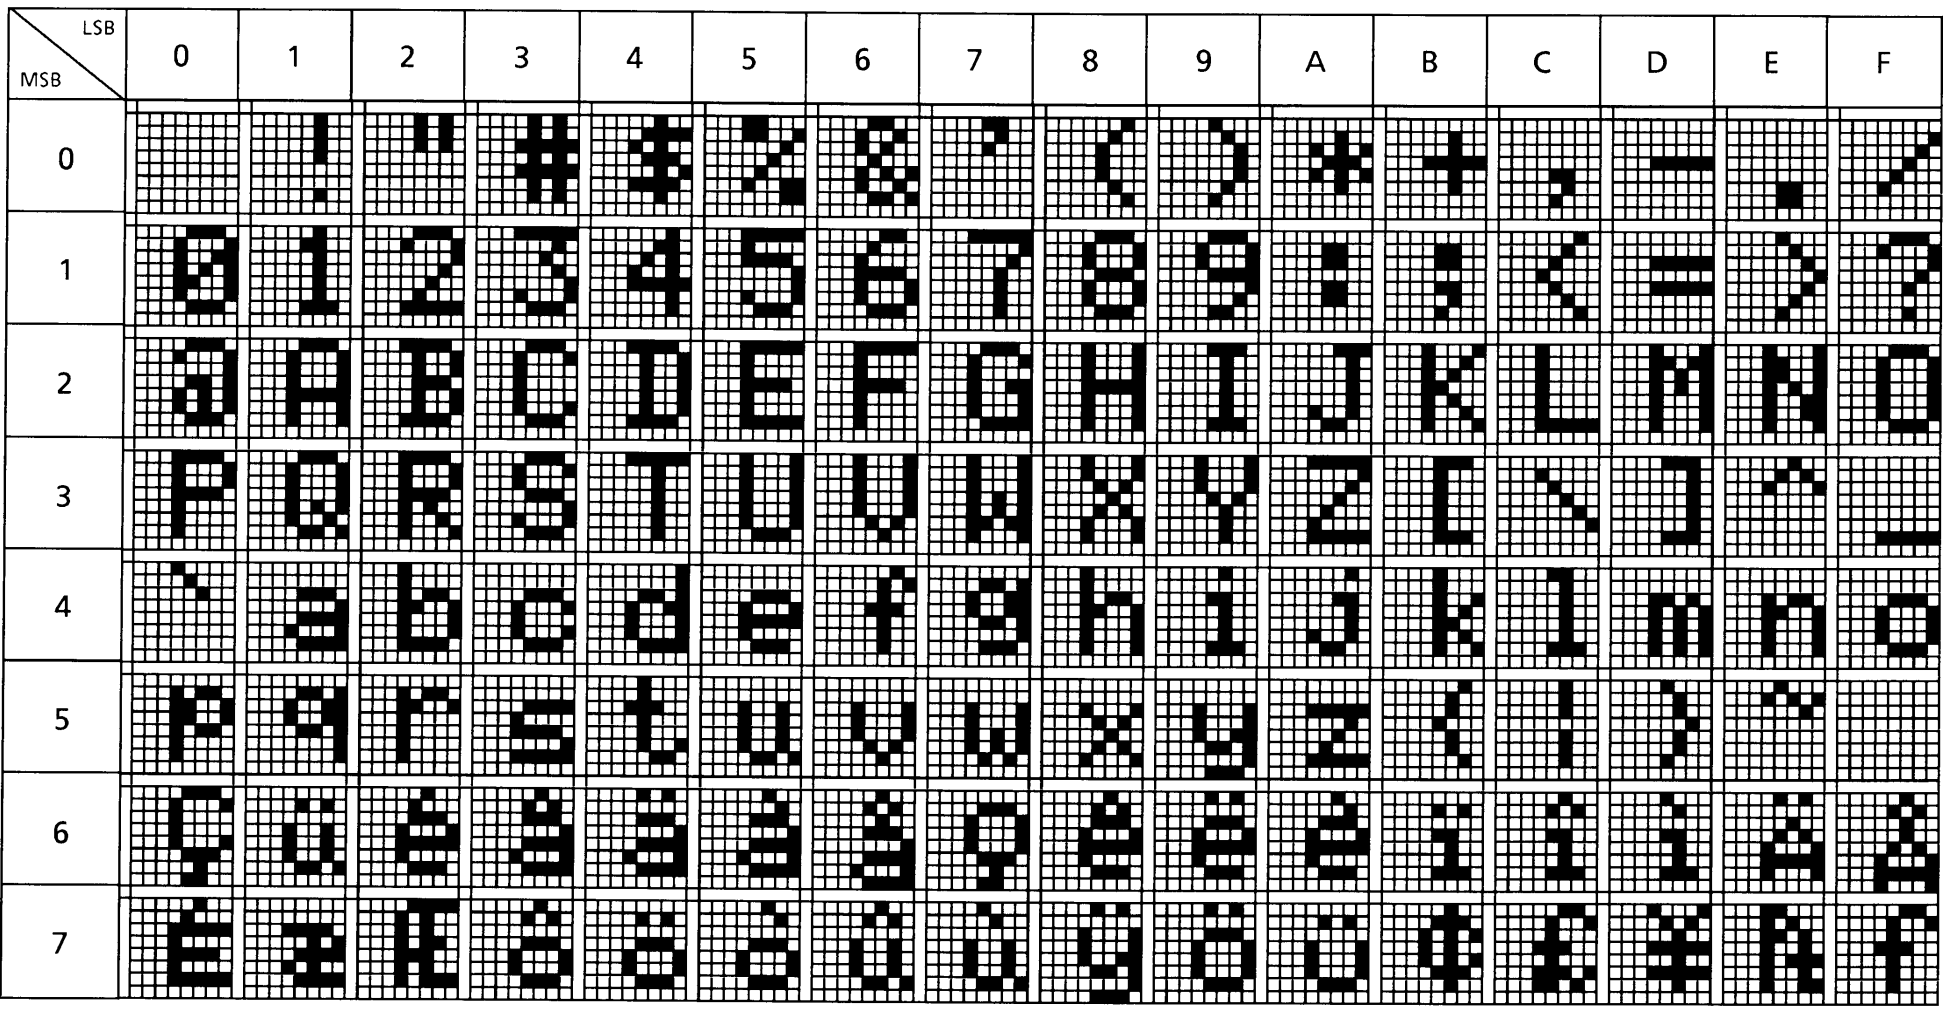 LSB
MSB 0 1 2 3 4 5 6 7 8 9 A B C D E F
0 ! " # $ % & ' ( ) * + , - . /
1 0 1 2 3 4 5 6 7 8 9 : ; < = > ?
2 @ A B C D E F G H I J K L M N O
3 P Q R S T U V W X Y Z [ \ ] ^ _
4 ` a b c d e f g h i j k l m n o
5 p q r s t u v w x y z { | } ~
6 Ç ü é â ä à å ç ê ë è ï î ì Ä Å
7 É æ Æ ô ö ò û ù ÿ Ö Ü ¢ £ ¥ ƒ